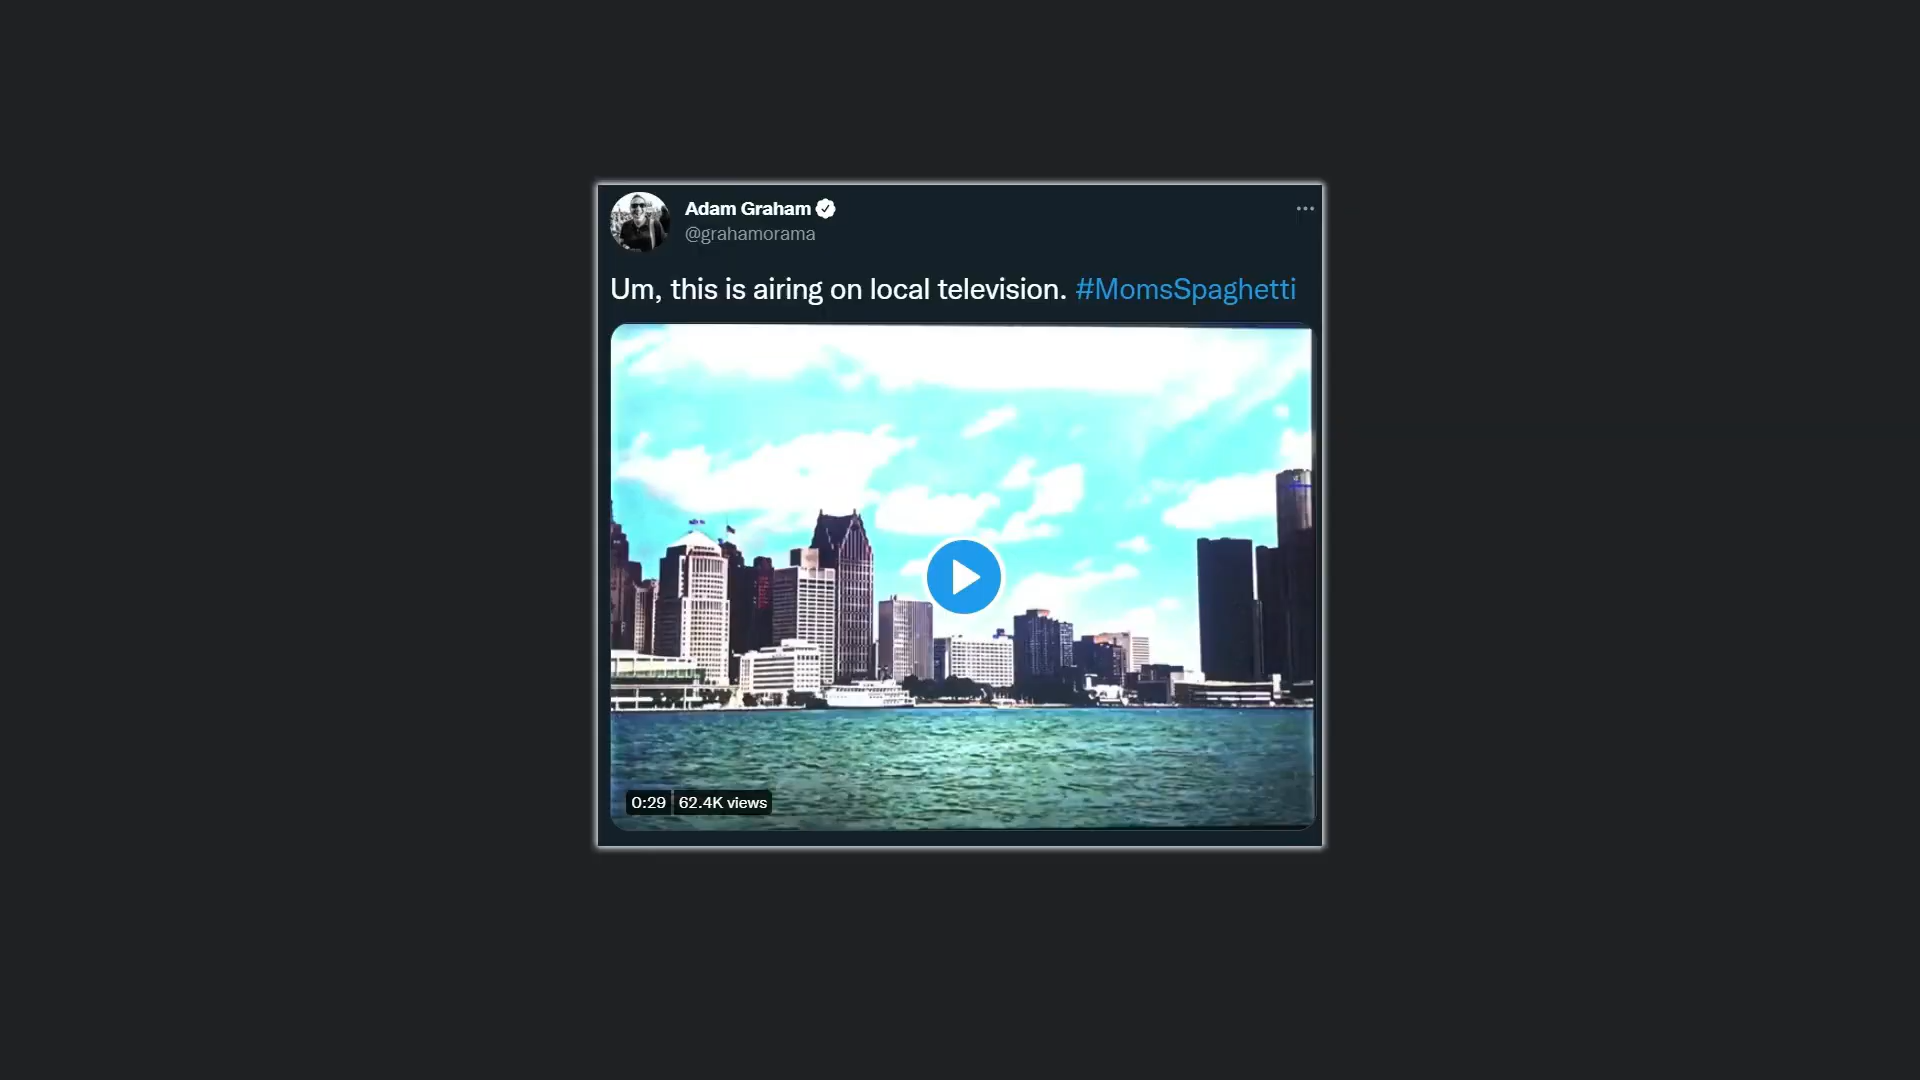 Adam Graham
@grahamorama
Um, this is airing on local television. #MomsSpaghetti
0:29 62.4K views